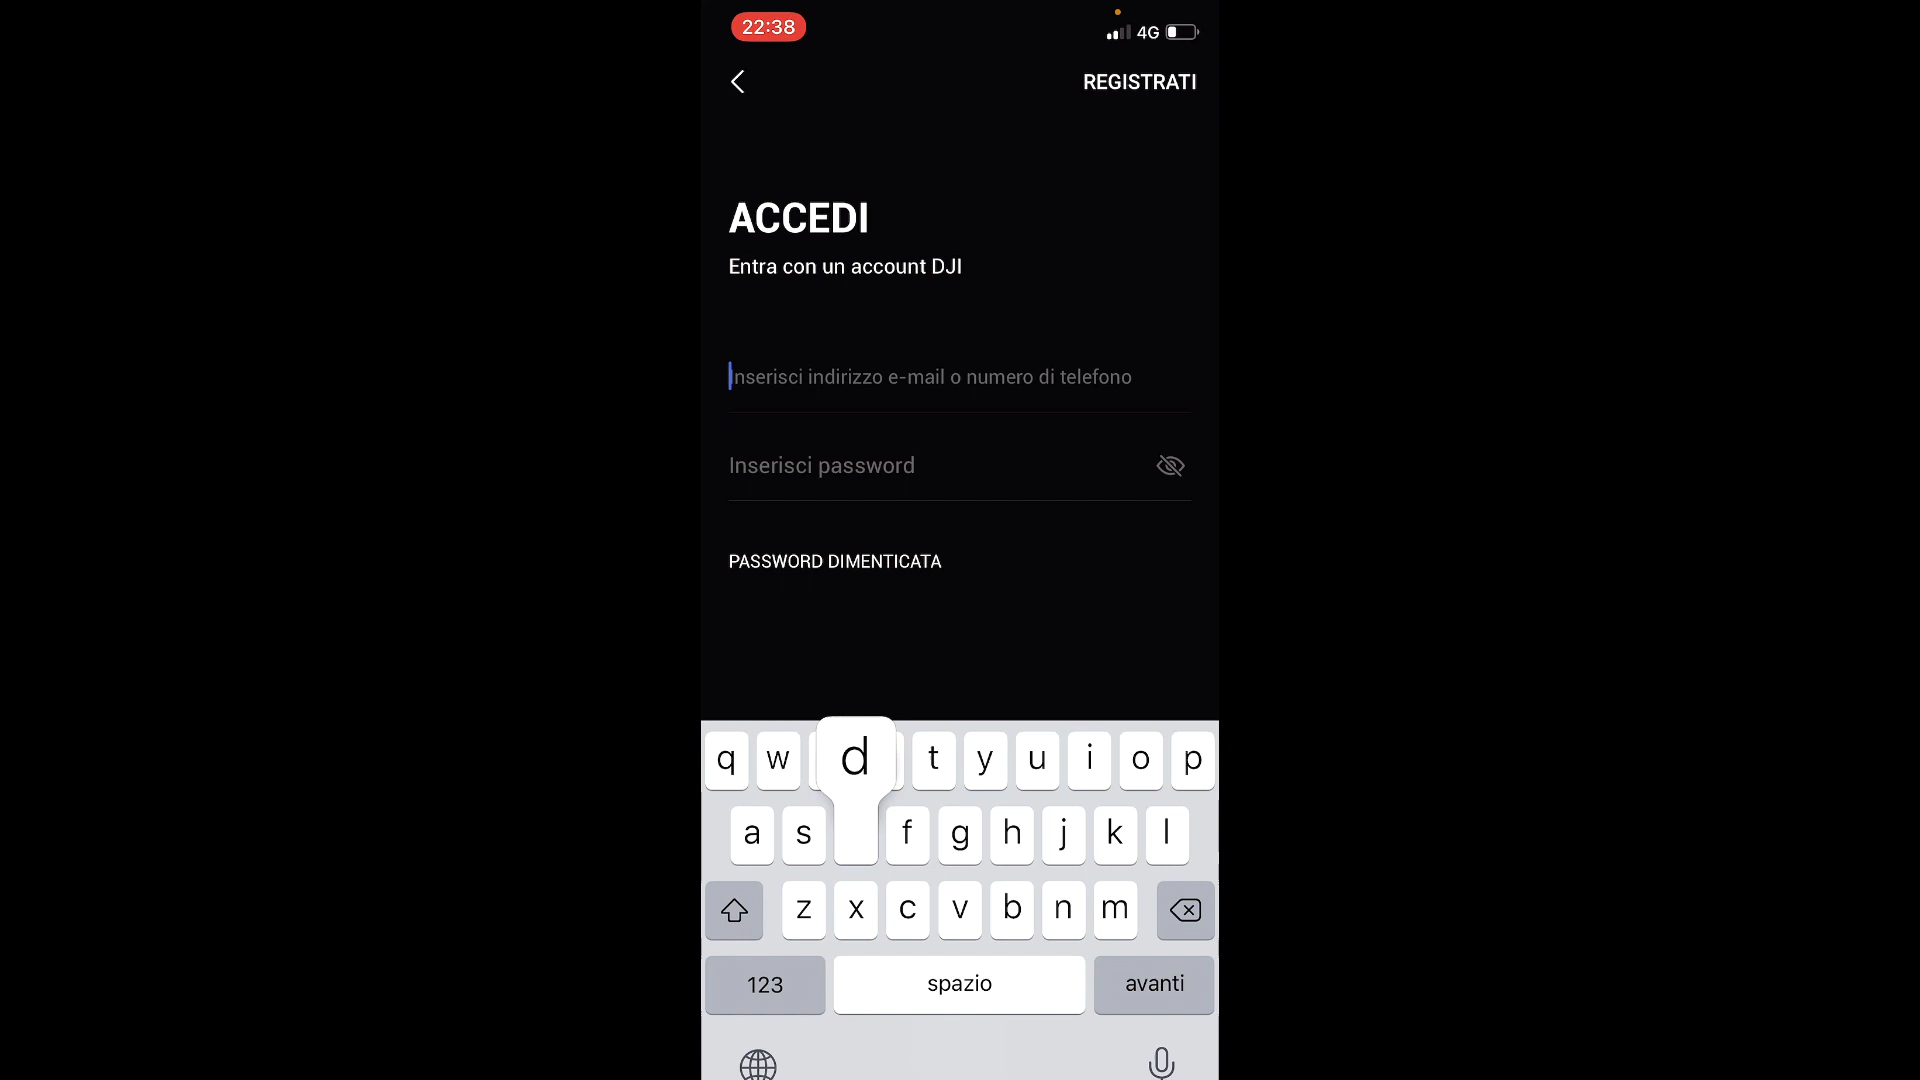 22:38
4G
REGISTRATI
ACCEDI
Entra con un account DJI
Inserisci indirizzo e-mail o numero di telefono
Inserisci password
PASSWORD DIMENTICATA
q w d t y u i o p
a s f g h j k l
z x c v b n m
123 spazio avanti